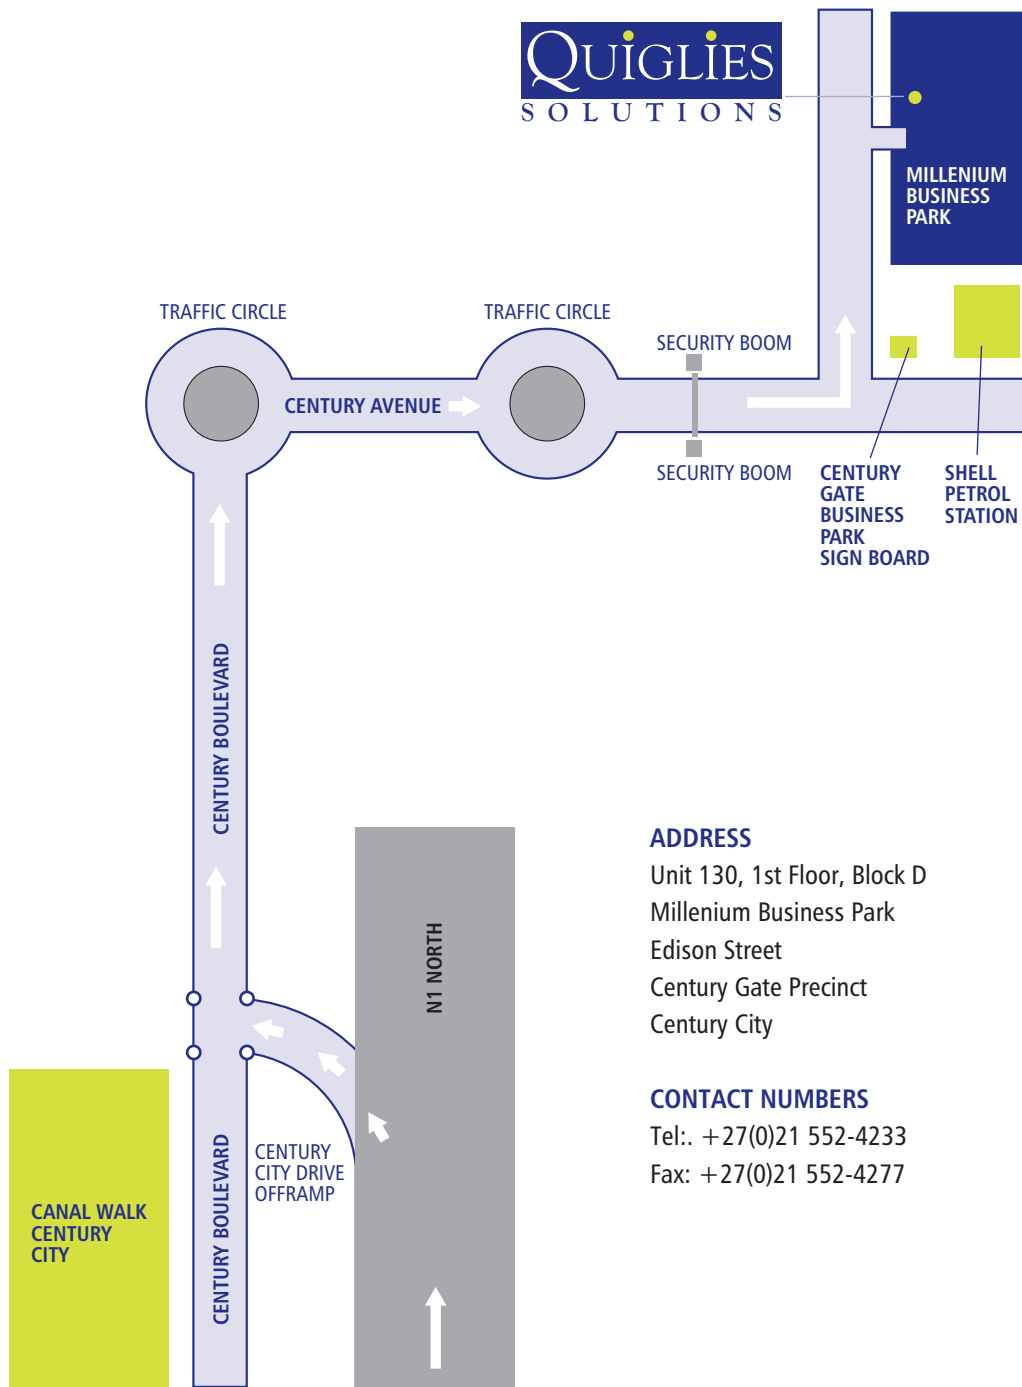 QUIGLIES
SOLUTIONS
MILLENIUM
BUSINESS
PARK
TRAFFIC CIRCLE
TRAFFIC CIRCLE
SECURITY BOOM
CENTURY AVENUE
SECURITY BOOM
CENTURY
GATE
BUSINESS
PARK
SIGN BOARD
SHELL
PETROL
STATION
CENTURY BOULEVARD
N1 NORTH
CENTURY BOULEVARD
CENTURY
CITY DRIVE
OFFRAMP
CANAL WALK
CENTURY
CITY
ADDRESS
Unit 130, 1st Floor, Block D
Millenium Business Park
Edison Street
Century Gate Precinct
Century City
CONTACT NUMBERS
Tel:. +27(0)21 552-4233
Fax: +27(0)21 552-4277